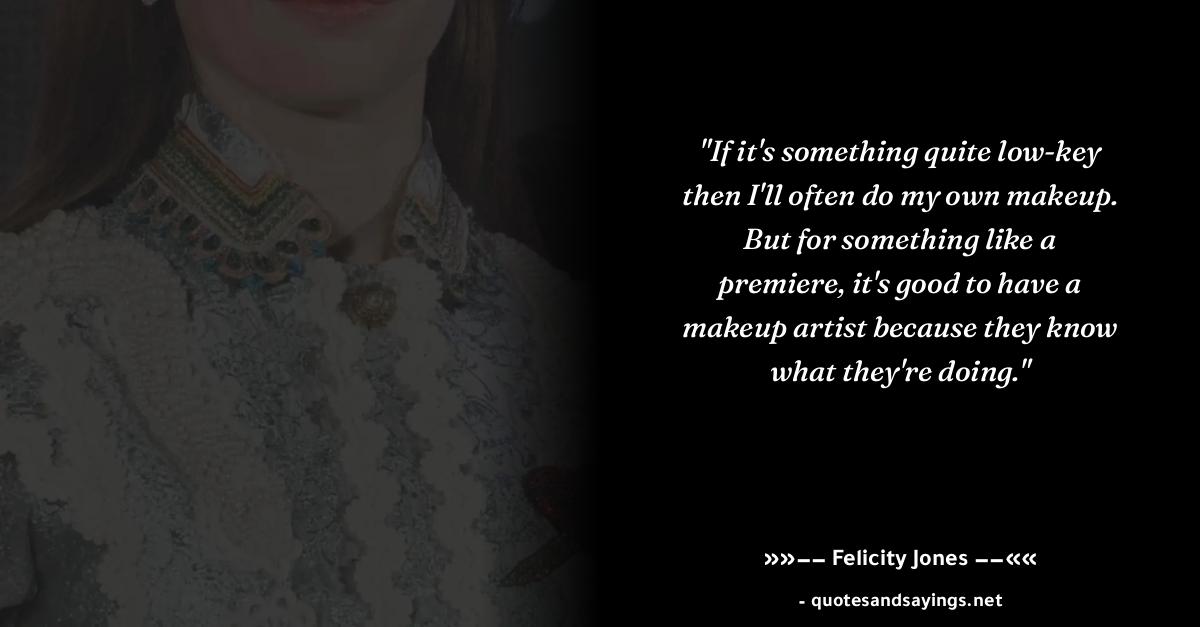 "If it's something quite low-key
then I'll often do my own makeup.
But for something like a
premiere, it's good to have a
makeup artist because they know
what they're doing."
»»–– Felicity Jones ––««
- quotesandsayings.net